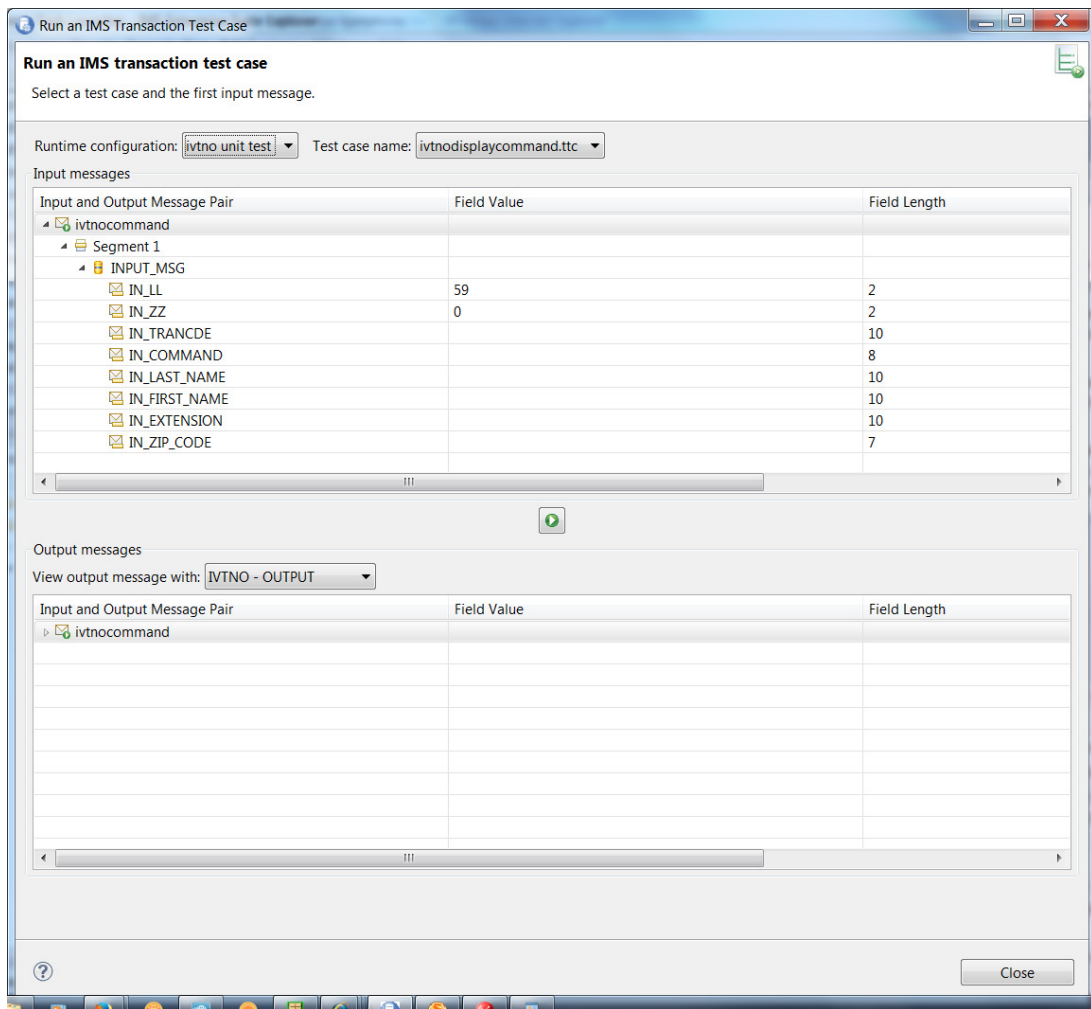 Run an IMS Transaction Test Case
Run an IMS transaction test case
Select a test case and the first input message.
Runtime configuration: ivtno unit test Test case name: ivtnodisplaycommand.ttc
Input messages
Input and Output Message Pair Field Value Field Length
ivtnocommand
Segment 1
INPUT_MSG
IN_LL 59 2
IN_ZZ 0 2
IN_TRANCDE 10
IN_COMMAND 8
IN_LAST_NAME 10
IN_FIRST_NAME 10
IN_EXTENSION 10
IN_ZIP_CODE 7
Output messages
View output message with: IVTNO - OUTPUT
Input and Output Message Pair Field Value Field Length
ivtnocommand
Close